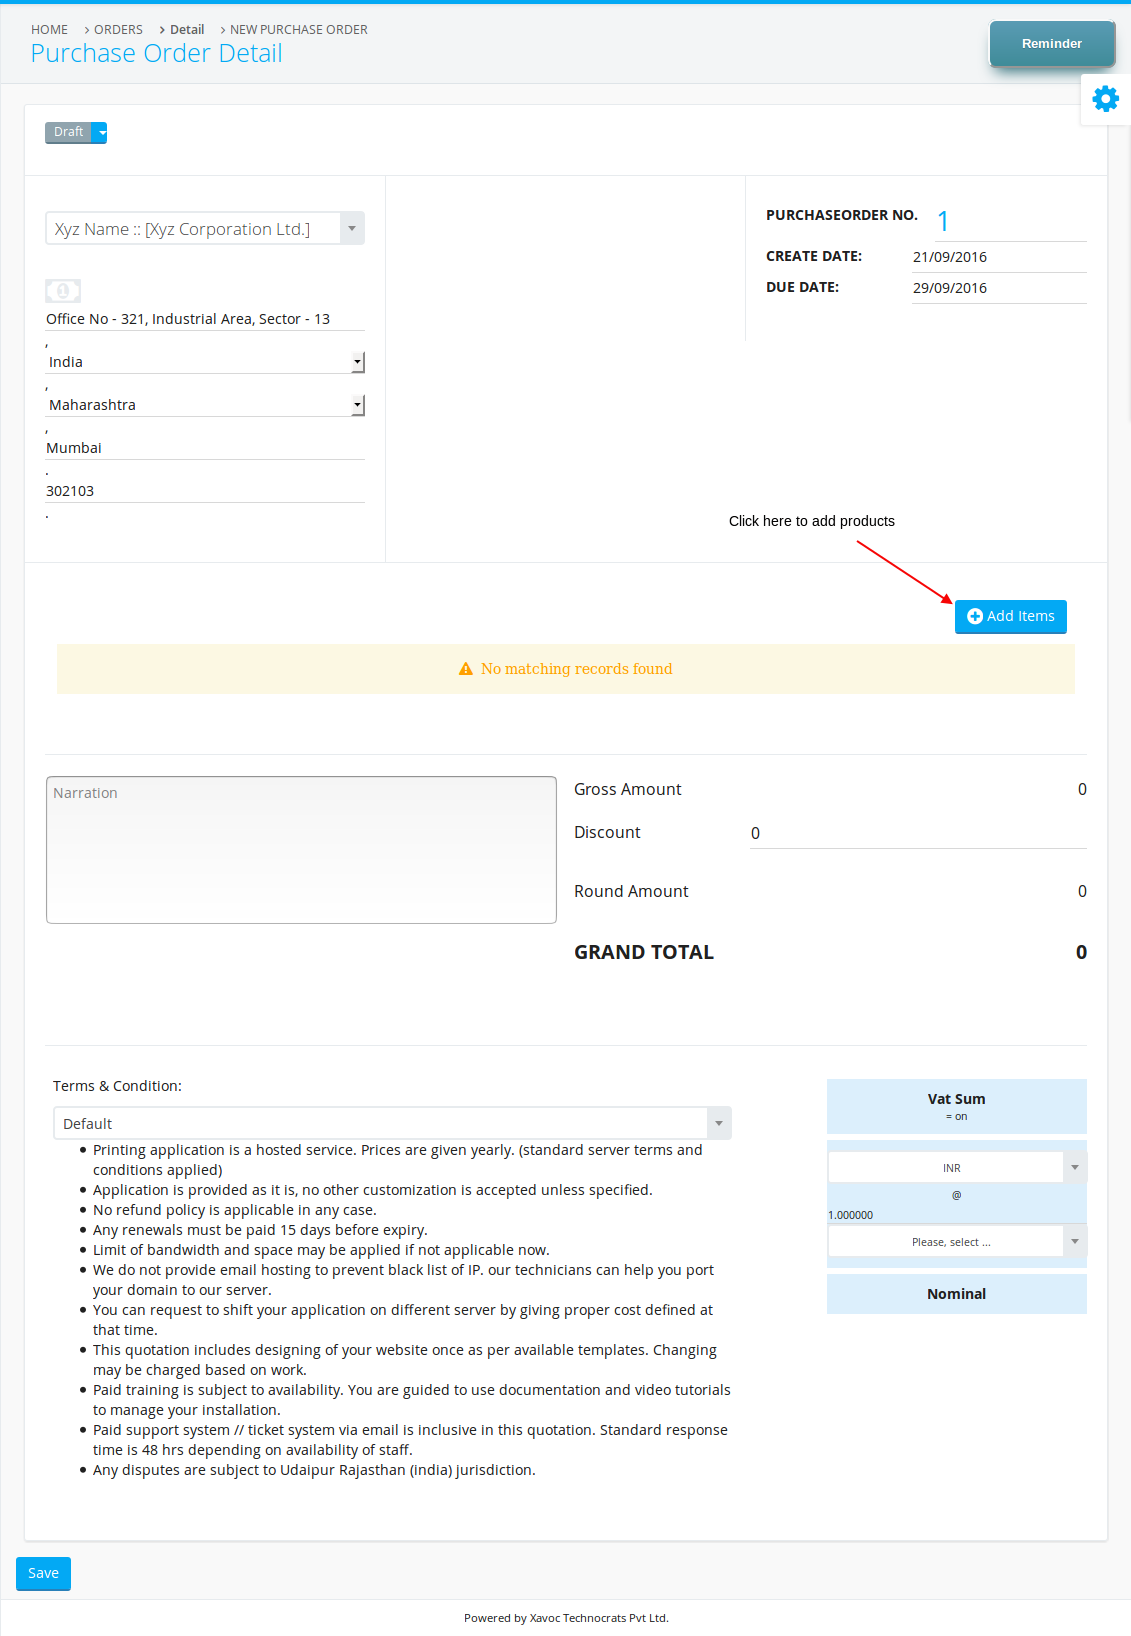 HOME > ORDERS > Detail > NEW PURCHASE ORDER
Purchase Order Detail
Reminder
Draft
Xyz Name :: [Xyz Corporation Ltd.]
PURCHASEORDER NO. 1
CREATE DATE: 21/09/2016
DUE DATE: 29/09/2016
1
Office No - 321, Industrial Area, Sector - 13
,
India
,
Maharashtra
,
Mumbai
.
302103
.
Click here to add products
Add Items
No matching records found
Narration
Gross Amount 0
Discount 0
Round Amount 0
GRAND TOTAL 0
Terms & Condition:
Default
• Printing application is a hosted service. Prices are given yearly. (standard server terms and
conditions applied)
• Application is provided as it is, no other customization is accepted unless specified.
• No refund policy is applicable in any case.
• Any renewals must be paid 15 days before expiry.
• Limit of bandwidth and space may be applied if not applicable now.
• We do not provide email hosting to prevent black list of IP. our technicians can help you port
your domain to our server.
• You can request to shift your application on different server by giving proper cost defined at
that time.
• This quotation includes designing of your website once as per available templates. Changing
may be charged based on work.
• Paid training is subject to availability. You are guided to use documentation and video tutorials
to manage your installation.
• Paid support system // ticket system via email is inclusive in this quotation. Standard response
time is 48 hrs depending on availability of staff.
• Any disputes are subject to Udaipur Rajasthan (india) jurisdiction.
Vat Sum
= on
INR
@
1.000000
Please, select ...
Nominal
Save
Powered by Xavoc Technocrats Pvt Ltd.